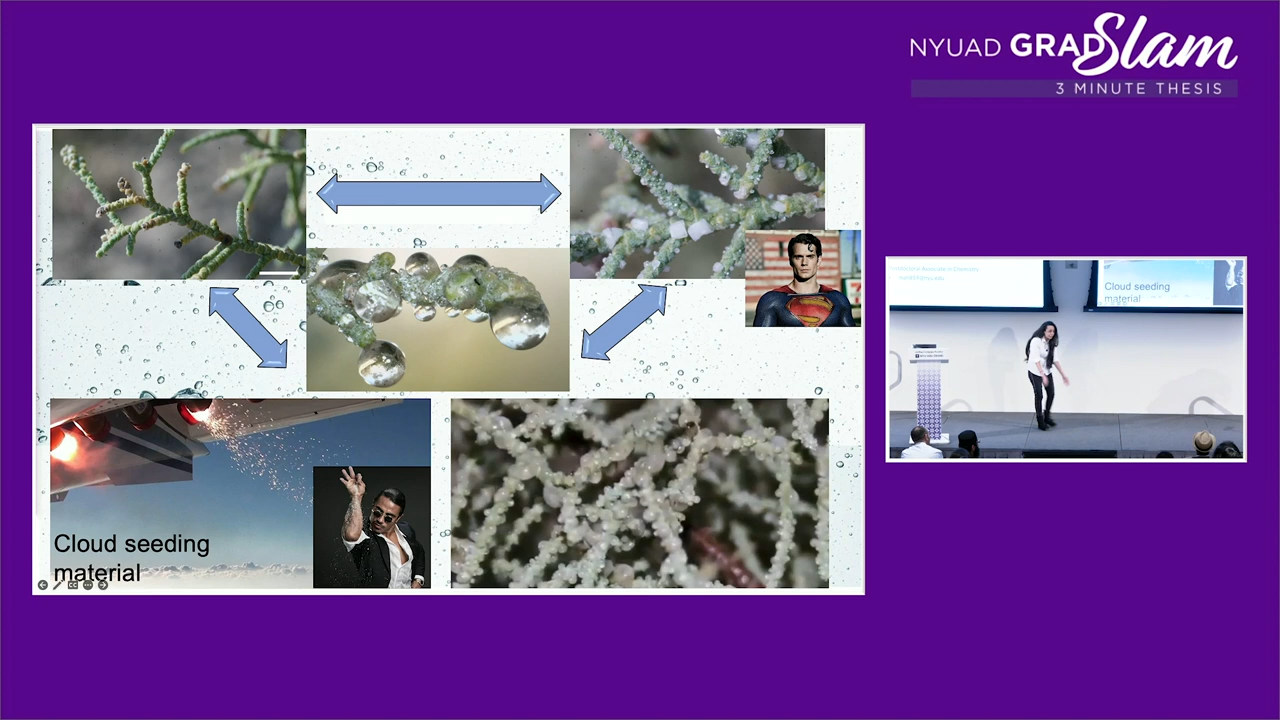 NYUAD GRAD Slam
3 MINUTE THESIS
Cloud seeding
material
Cloud seeding
material